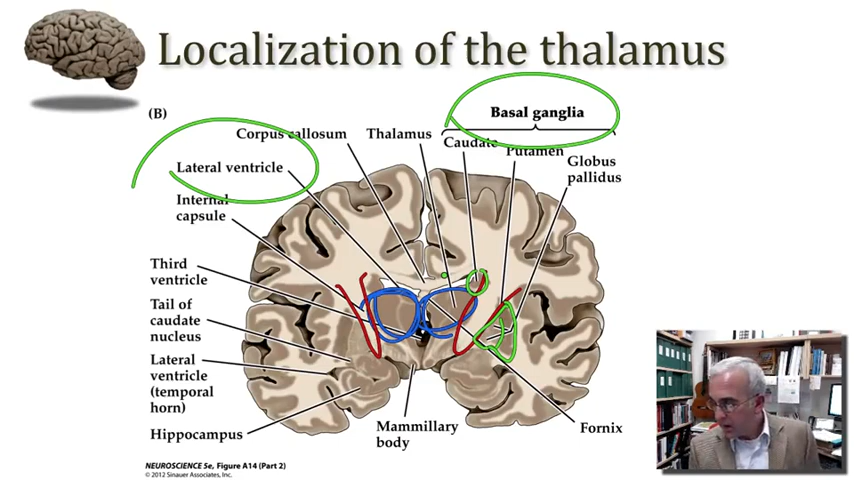 Localization of the thalamus
(B)
Basal ganglia
Corpus callosum
Thalamus
Caudate
Putamen
Globus
pallidus
Lateral ventricle
Internal
capsule
Third
ventricle
Tail of
caudate
nucleus
Lateral
ventricle
(temporal
horn)
Hippocampus
Mammillary
body
Fornix
NEUROSCIENCE 5e, Figure A14 (Part 2)
© 2012 Sinauer Associates, Inc.